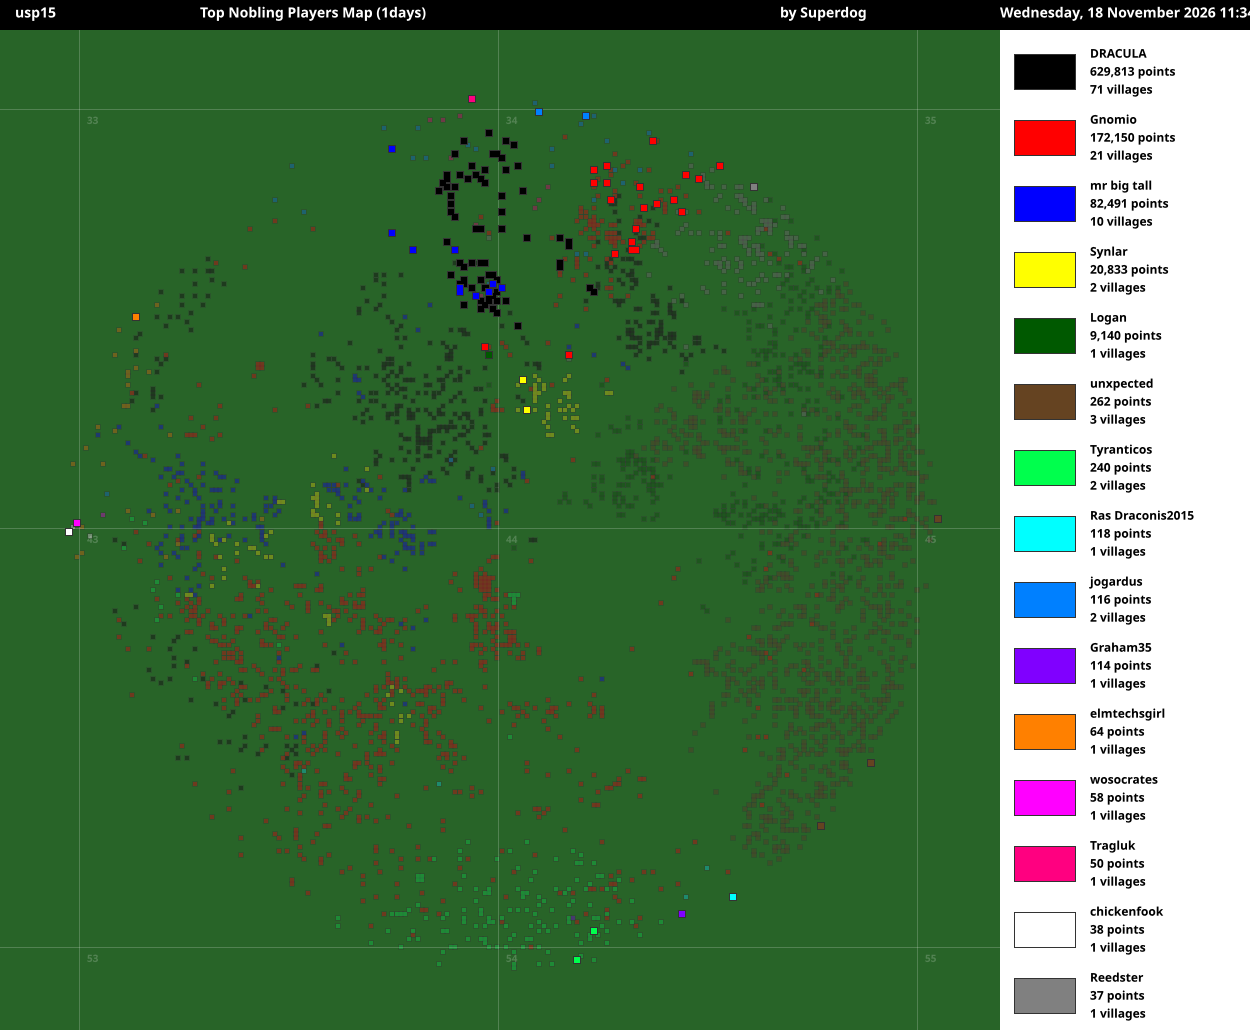 usp15 Top Nobling Players Map (1days) by Superdog Wednesday, 18 November 2026 11:34
DRACULA
629,813 points
71 villages
33 34 35
Gnomio
172,150 points
21 villages
mr big tall
82,491 points
10 villages
Synlar
20,833 points
2 villages
Logan
9,140 points
1 villages
unxpected
262 points
3 villages
Tyranticos
240 points
2 villages
Ras Draconis2015
118 points
1 villages
43 44 45
jogardus
116 points
2 villages
Graham35
114 points
1 villages
elmtechsgirl
64 points
1 villages
wosocrates
58 points
1 villages
Tragluk
50 points
1 villages
chickenfook
38 points
1 villages
53 54 55
Reedster
37 points
1 villages